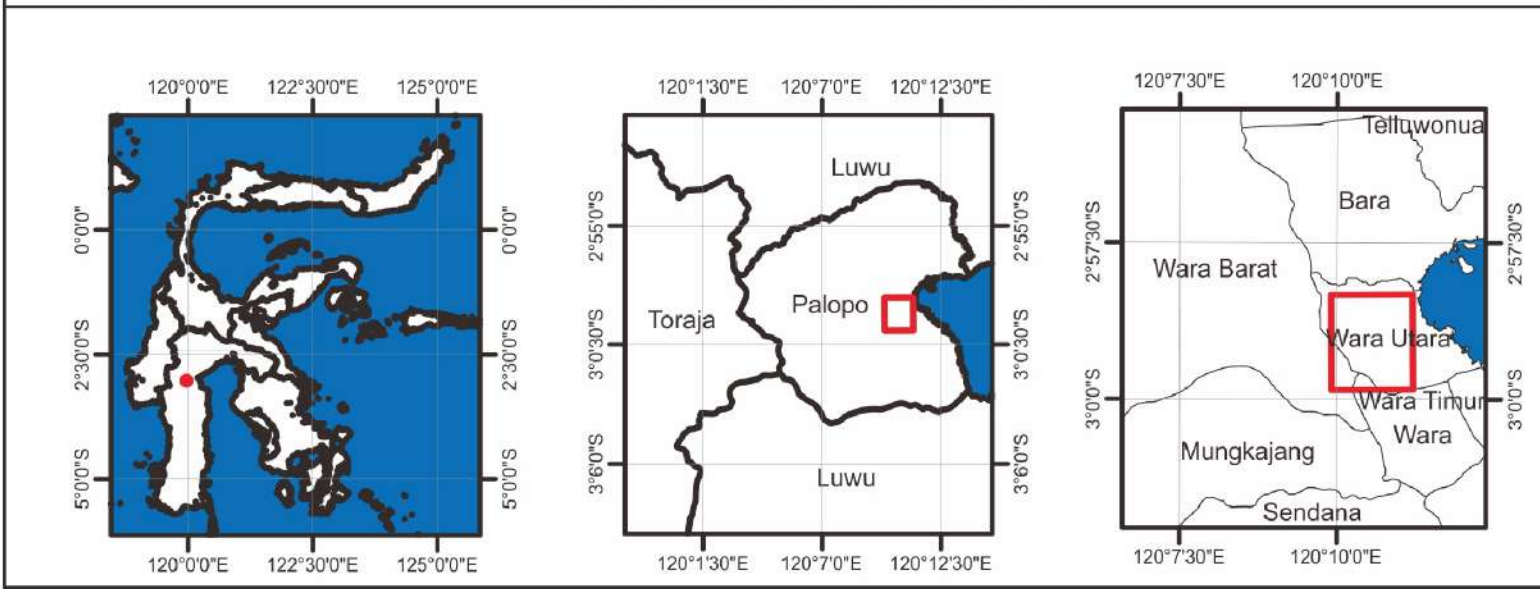 120°0'0"E 122°30'0"E 125°0'0"E
0°0'0" 0°0'0"
2°30'0"S 2°30'0"S
5°0'0"S 5°0'0"S
120°0'0"E 122°30'0"E 125°0'0"E
120°1'30"E 120°7'0"E 120°12'30"E
Luwu
2°55'0"S 2°55'0"S
Palopo
Toraja
3°0'30"S 3°0'30"S
3°6'0"S 3°6'0"S
Luwu
120°1'30"E 120°7'0"E 120°12'30"E
120°7'30"E 120°10'0"E
Telluwonua
Bara
2°57'30"S 2°57'30"S
Wara Barat
Wara Utara
3°0'0"S 3°0'0"S
Wara Timur
Wara
Mungkajang
Sendana
120°7'30"E 120°10'0"E